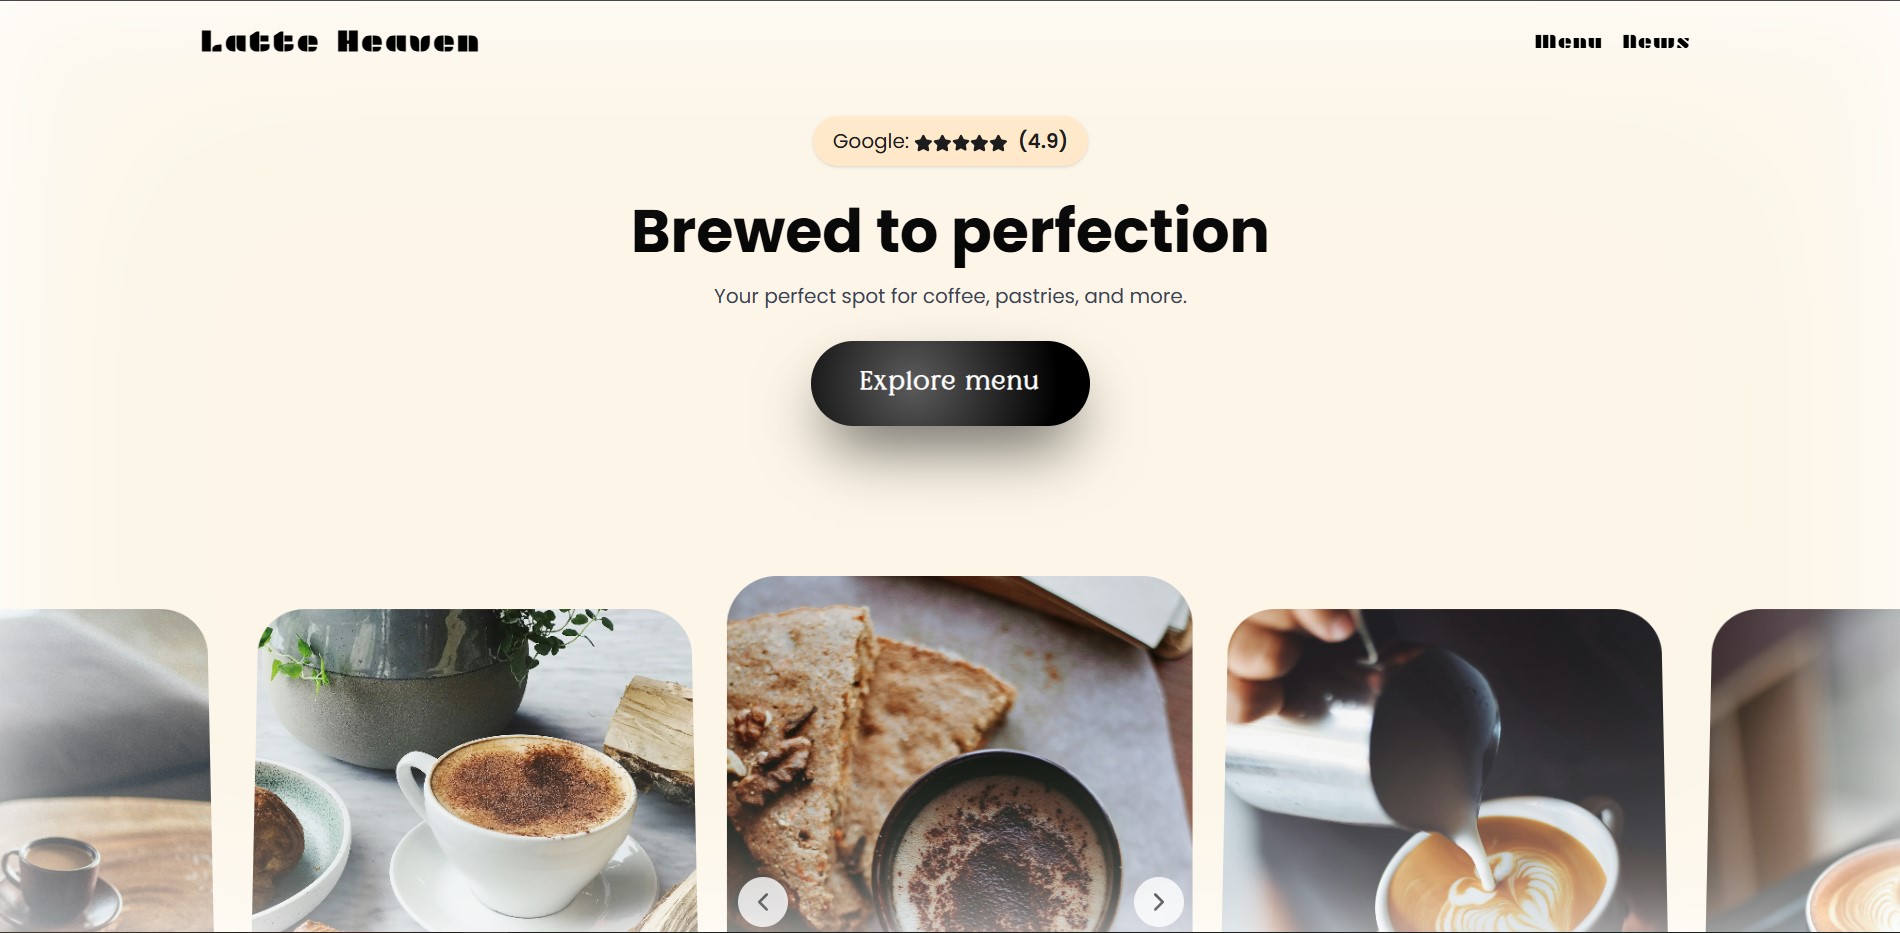 Latte Heaven
Menu News
Google: ★★★★★ (4.9)
Brewed to perfection
Your perfect spot for coffee, pastries, and more.
Explore menu